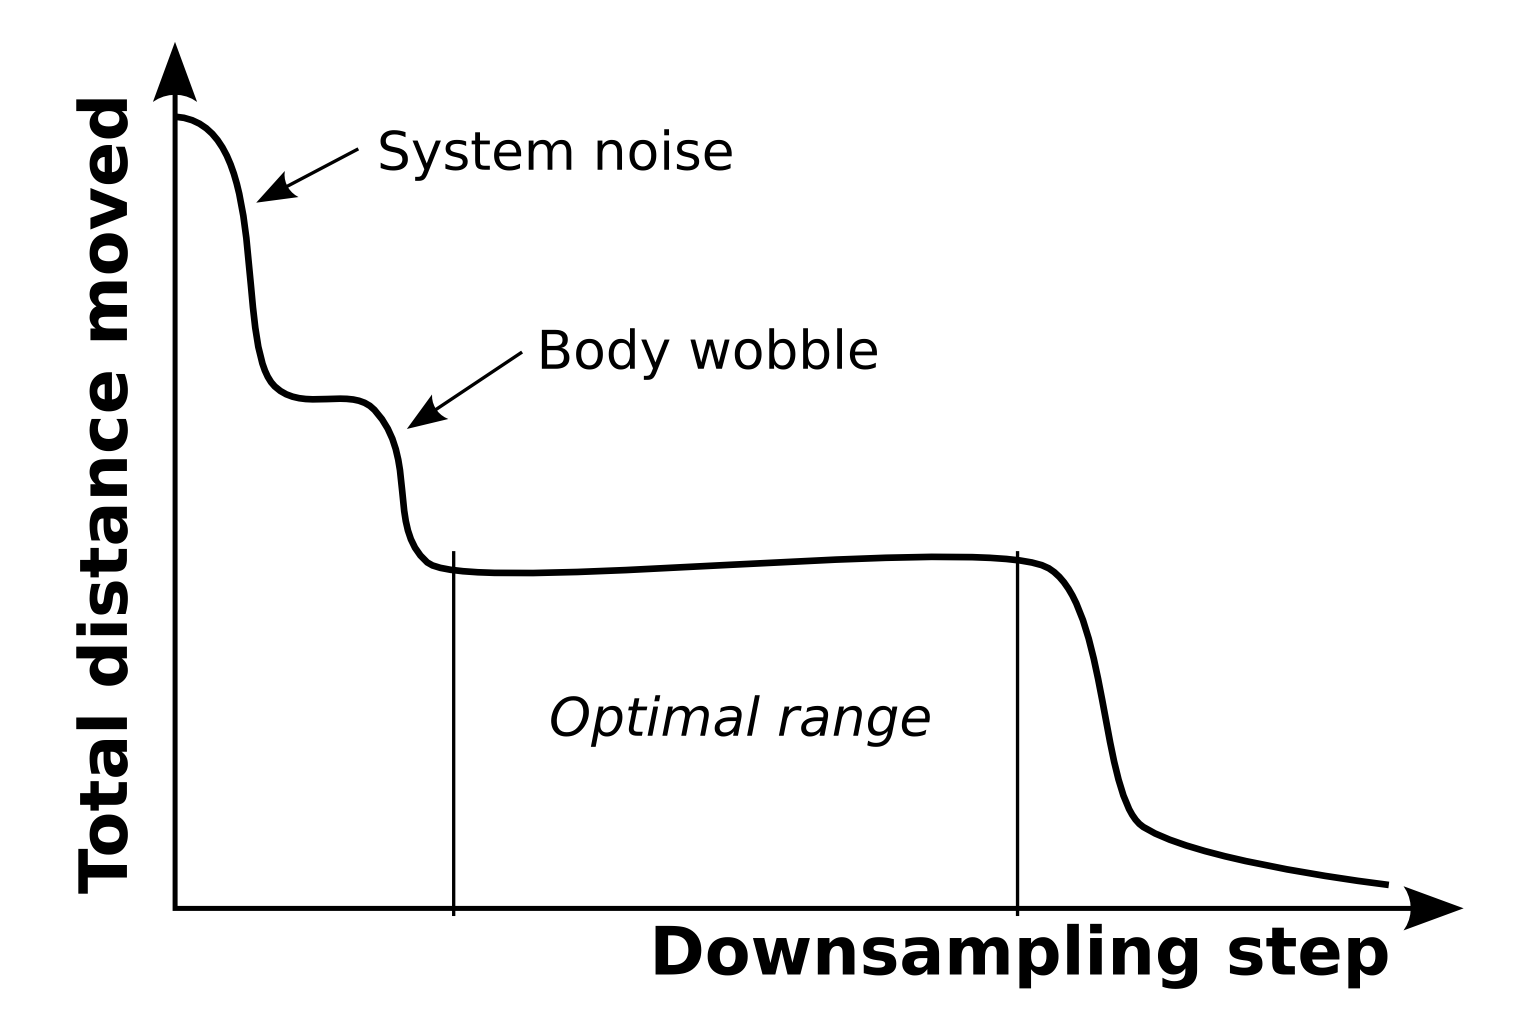 Total distance moved
System noise
Body wobble
Optimal range
Downsampling step